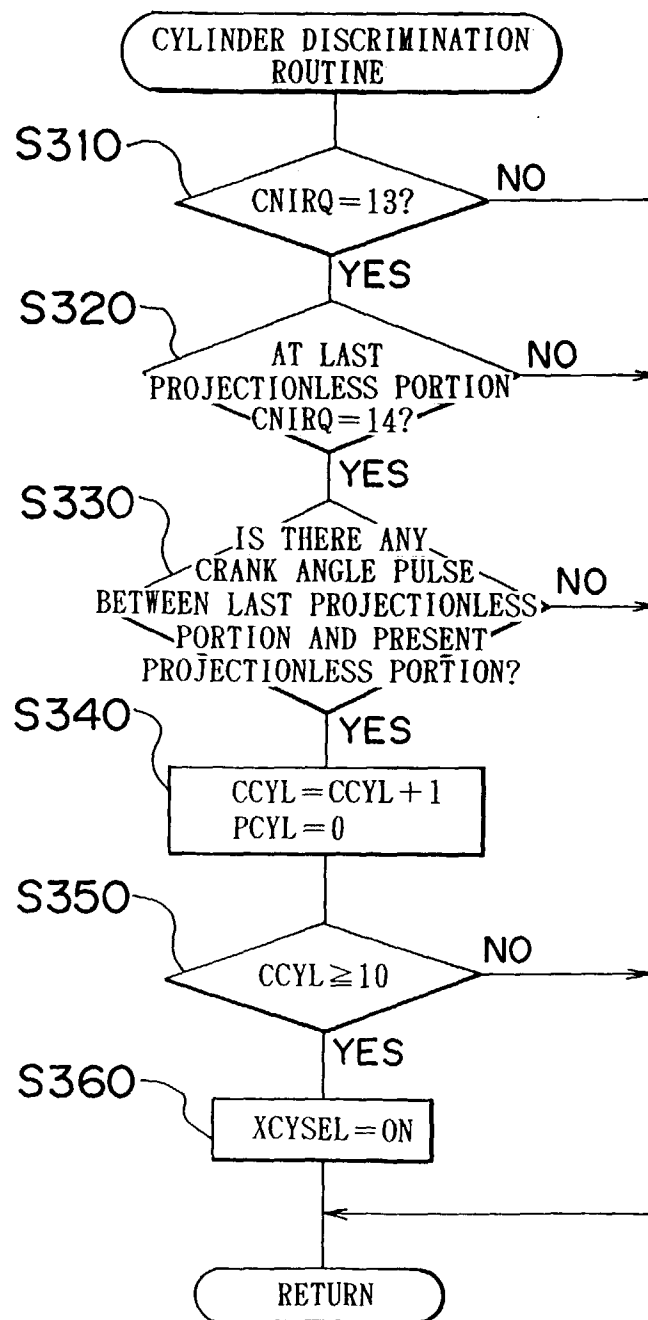 CYLINDER DISCRIMINATION
ROUTINE
S310
CNIRQ=13?
NO
YES
S320
AT LAST
PROJECTIONLESS PORTION
CNIRQ=14?
NO
YES
S330
IS THERE ANY
CRANK ANGLE PULSE
BETWEEN LAST PROJECTIONLESS
PORTION AND PRESENT
PROJECTIONLESS PORTION?
NO
YES
S340
CCYL=CCYL+1
PCYL=0
S350
CCYL≧10
NO
YES
S360
XCYSEL=ON
RETURN